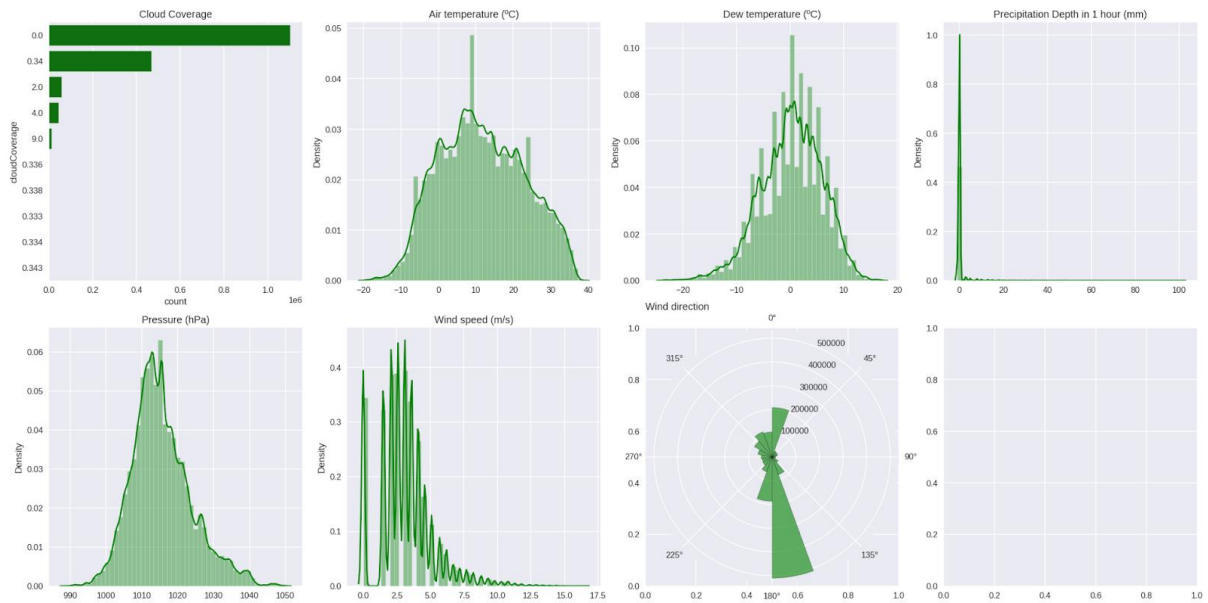 Cloud Coverage
0.0
0.34
2.0
4.0
9.0
0.336
0.338
0.333
0.334
0.343
cloudCoverage
0.0 0.2 0.4 0.6 0.8 1.0
1e6
count
Air temperature (ºC)
0.05
0.04
0.03
0.02
0.01
0.00
Density
−20 −10 0 10 20 30 40
Dew temperature (ºC)
0.10
0.08
0.06
0.04
0.02
0.00
Density
−20 −10 0 10 20
Precipitation Depth in 1 hour (mm)
1.0
0.8
0.6
0.4
0.2
0.0
Density
0 20 40 60 80 100
Pressure (hPa)
0.06
0.05
0.04
0.03
0.02
0.01
0.00
Density
990 1000 1010 1020 1030 1040 1050
Wind speed (m/s)
0.4
0.3
0.2
0.1
0.0
Density
0.0 2.5 5.0 7.5 10.0 12.5 15.0 17.5
Wind direction
0°
45°
90°
135°
180°
225°
270°
315°
100000
200000
300000
400000
500000
1.0
0.8
0.6
0.4
0.2
0.0
0.0 0.2 0.4 0.6 0.8 1.0
1.0
0.8
0.6
0.4
0.2
0.0
0.0 0.2 0.4 0.6 0.8 1.0